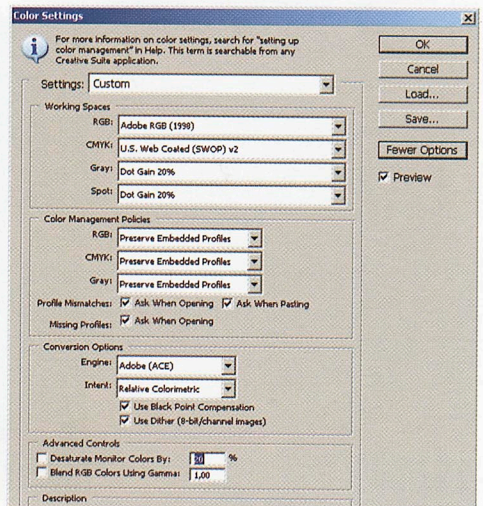 Color Settings
For more information on color settings, search for "setting up
color management" in Help. This term is searchable from any
Creative Suite application.
OK
Cancel
Load...
Save...
Fewer Options
Preview
Settings: Custom
Working Spaces
RGB: Adobe RGB (1998)
CMYK: U.S. Web Coated (SWOP) v2
Gray: Dot Gain 20%
Spot: Dot Gain 20%
Color Management Policies
RGB: Preserve Embedded Profiles
CMYK: Preserve Embedded Profiles
Gray: Preserve Embedded Profiles
Profile Mismatches: Ask When Opening Ask When Pasting
Missing Profiles: Ask When Opening
Conversion Options
Engine: Adobe (ACE)
Intent: Relative Colorimetric
Use Black Point Compensation
Use Dither (8-bit/channel images)
Advanced Controls
Desaturate Monitor Colors By: 20 %
Blend RGB Colors Using Gamma: 1,00
Description